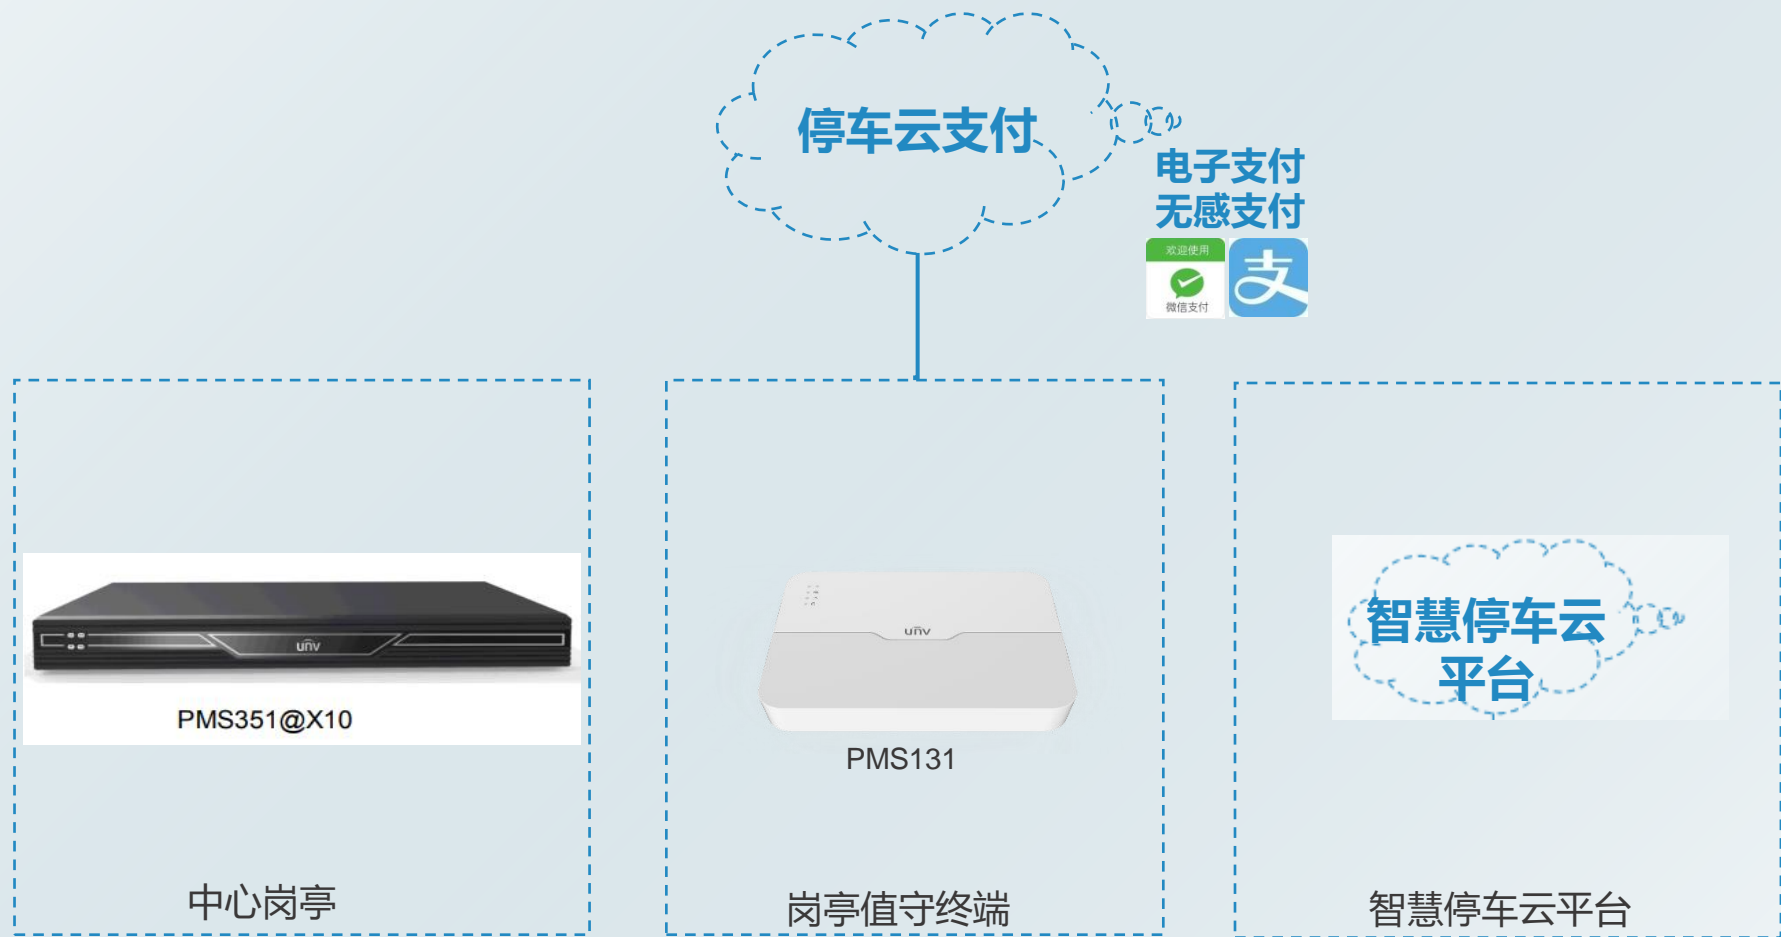 停车云支付
电子支付
无感支付
欢迎使用
微信支付
支
unv
PMS351@X10
中心岗亭
unv
PMS131
岗亭值守终端
智慧停车云
平台
智慧停车云平台